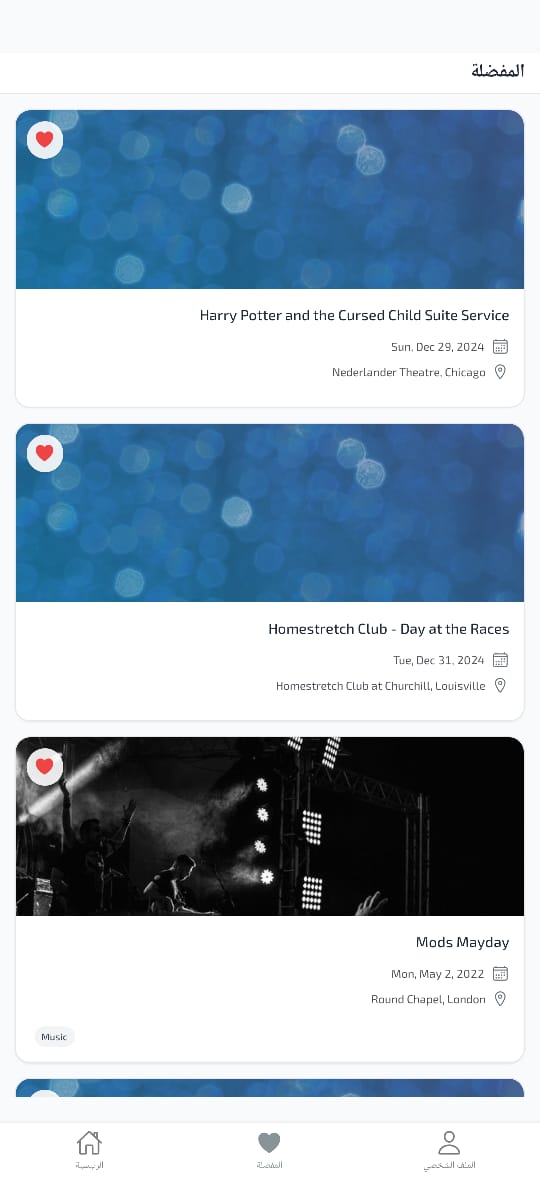 المفضلة
Harry Potter and the Cursed Child Suite Service
Sun, Dec 29, 2024
Nederlander Theatre, Chicago
Homestretch Club - Day at the Races
Tue, Dec 31, 2024
Homestretch Club at Churchill, Louisville
Mods Mayday
Mon, May 2, 2022
Round Chapel, London
Music
الملف الشخصي
المفضلة
الرئيسية